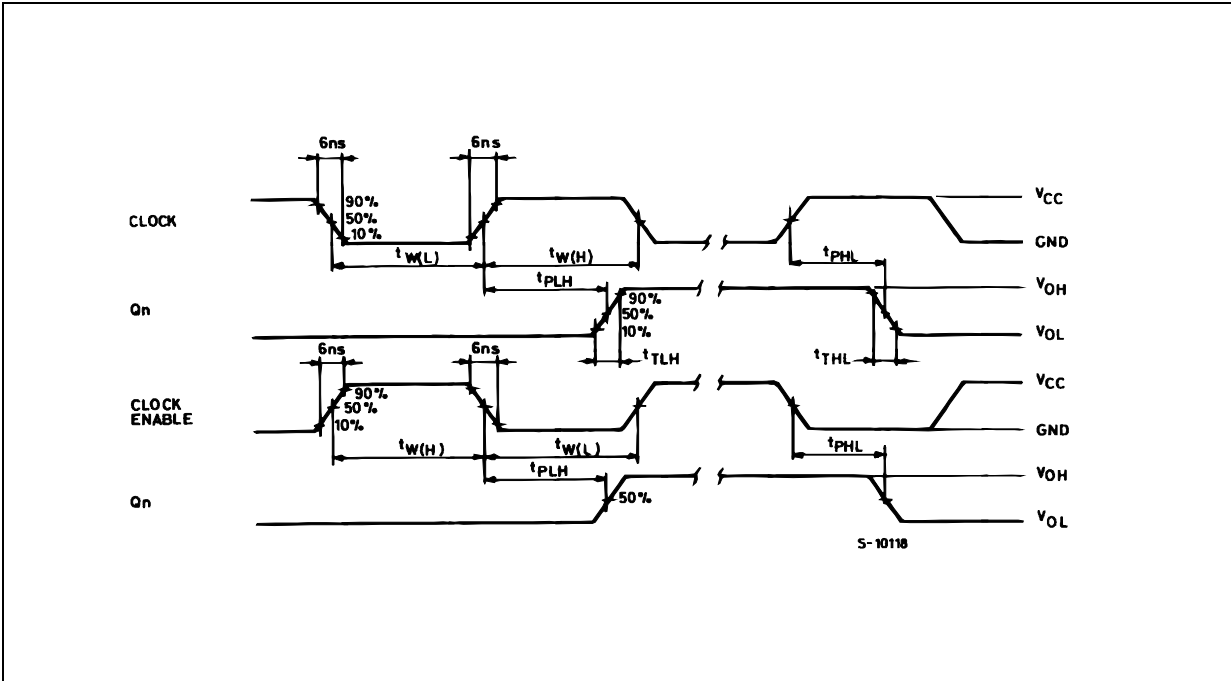 6ns 6ns
90%
50%
10%
CLOCK
VCC
GND
tW(L) tW(H) tPHL
tPLH
Qn
90%
50%
10%
VOH
VOL
tTLH tTHL
6ns 6ns
CLOCK
ENABLE
90%
50%
10%
VCC
GND
tW(H) tW(L) tPHL
tPLH
Qn
50%
VOH
VOL
S-10118